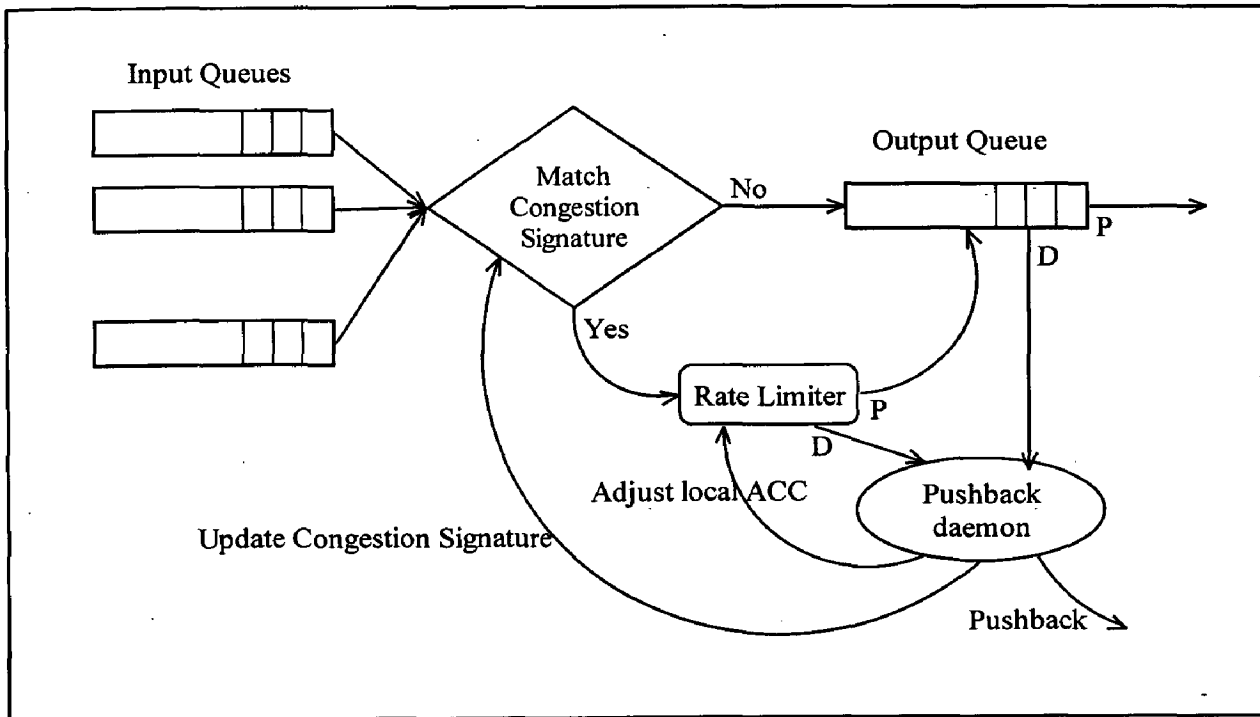 Input Queues
Output Queue
Match
Congestion
Signature
No
P
D
Yes
Rate Limiter
P
D
Adjust local ACC
Pushback
daemon
Update Congestion Signature
Pushback